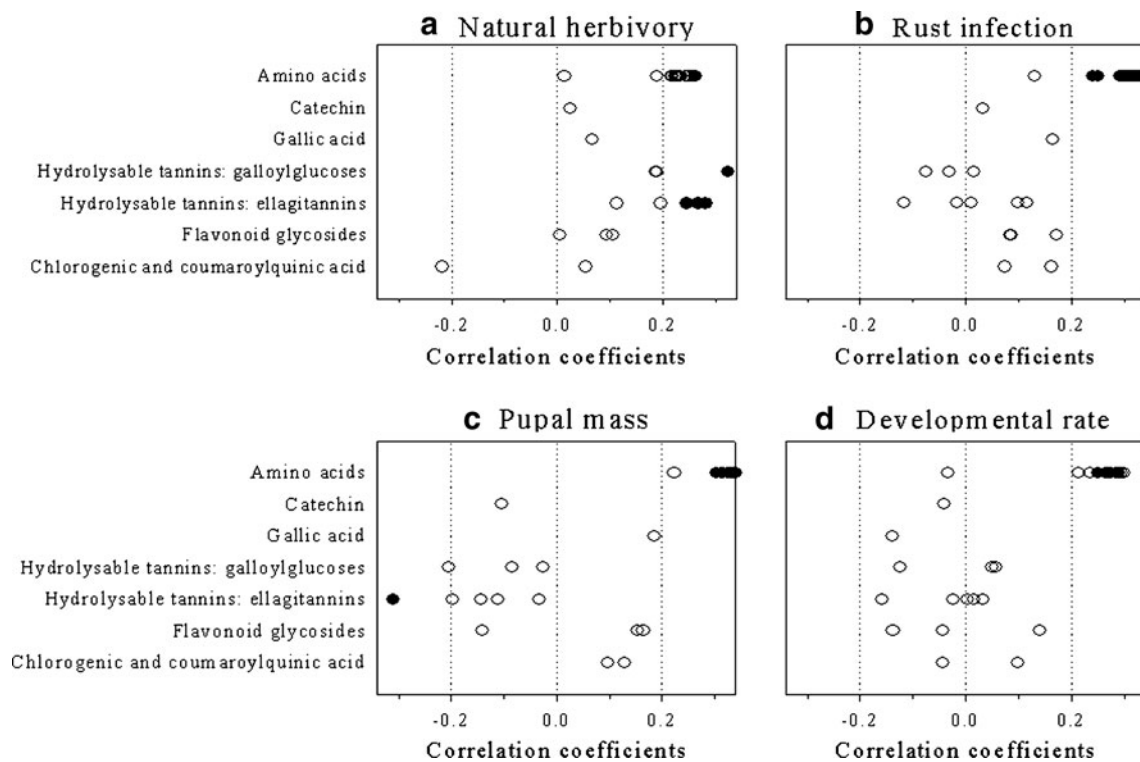 a Natural herbivory
b Rust infection
Amino acids
Catechin
Gallic acid
Hydrolysable tannins: galloylglucoses
Hydrolysable tannins: ellagitannins
Flavonoid glycosides
Chlorogenic and coumaroylquinic acid
-0.2 0.0 0.2
-0.2 0.0 0.2
Correlation coefficients
Correlation coefficients
c Pupal mass
d Developmental rate
Amino acids
Catechin
Gallic acid
Hydrolysable tannins: galloylglucoses
Hydrolysable tannins: ellagitannins
Flavonoid glycosides
Chlorogenic and coumaroylquinic acid
-0.2 0.0 0.2
-0.2 0.0 0.2
Correlation coefficients
Correlation coefficients